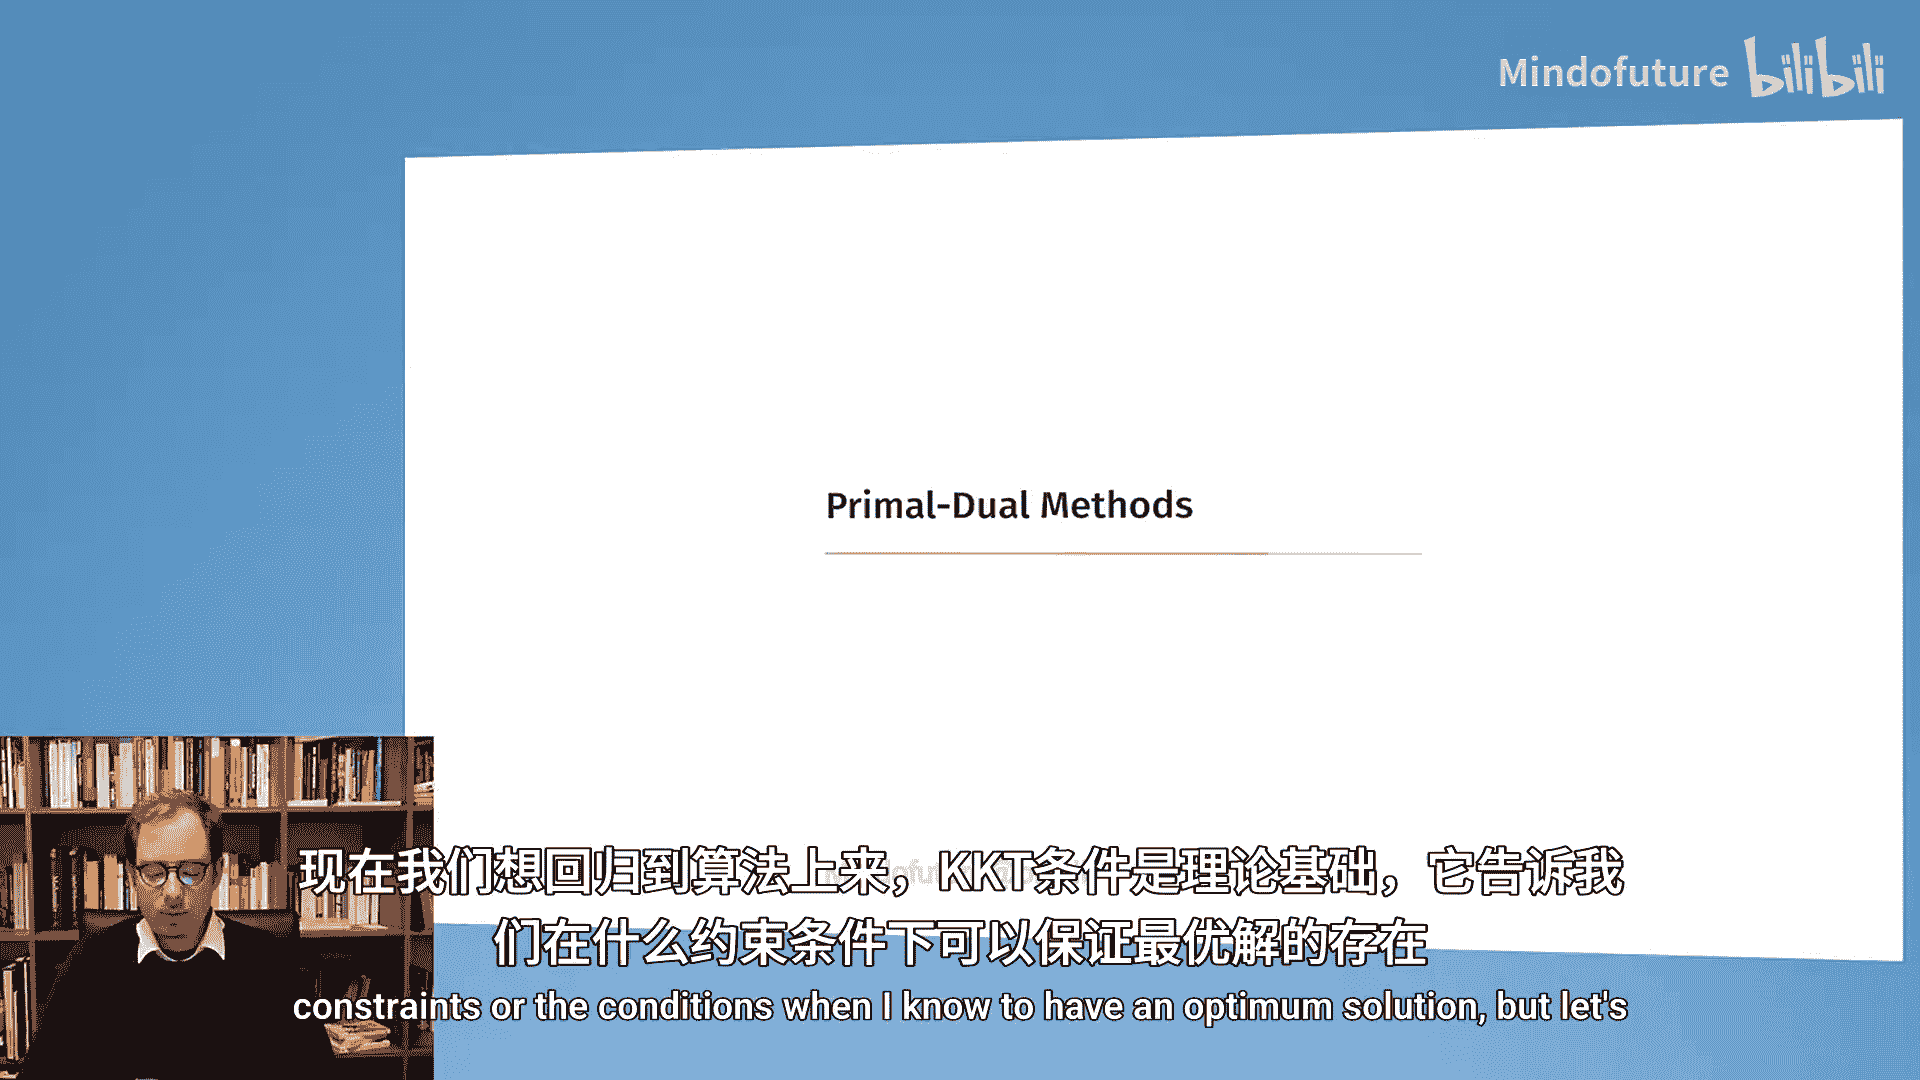 Mindofuture bilibili
Primal-Dual Methods
现在我们想回归到算法上来，KKT条件是理论基础，它告诉我
们在什么约束条件下可以保证最优解的存在
constraints or the conditions when I know to have an optimum solution, but let's